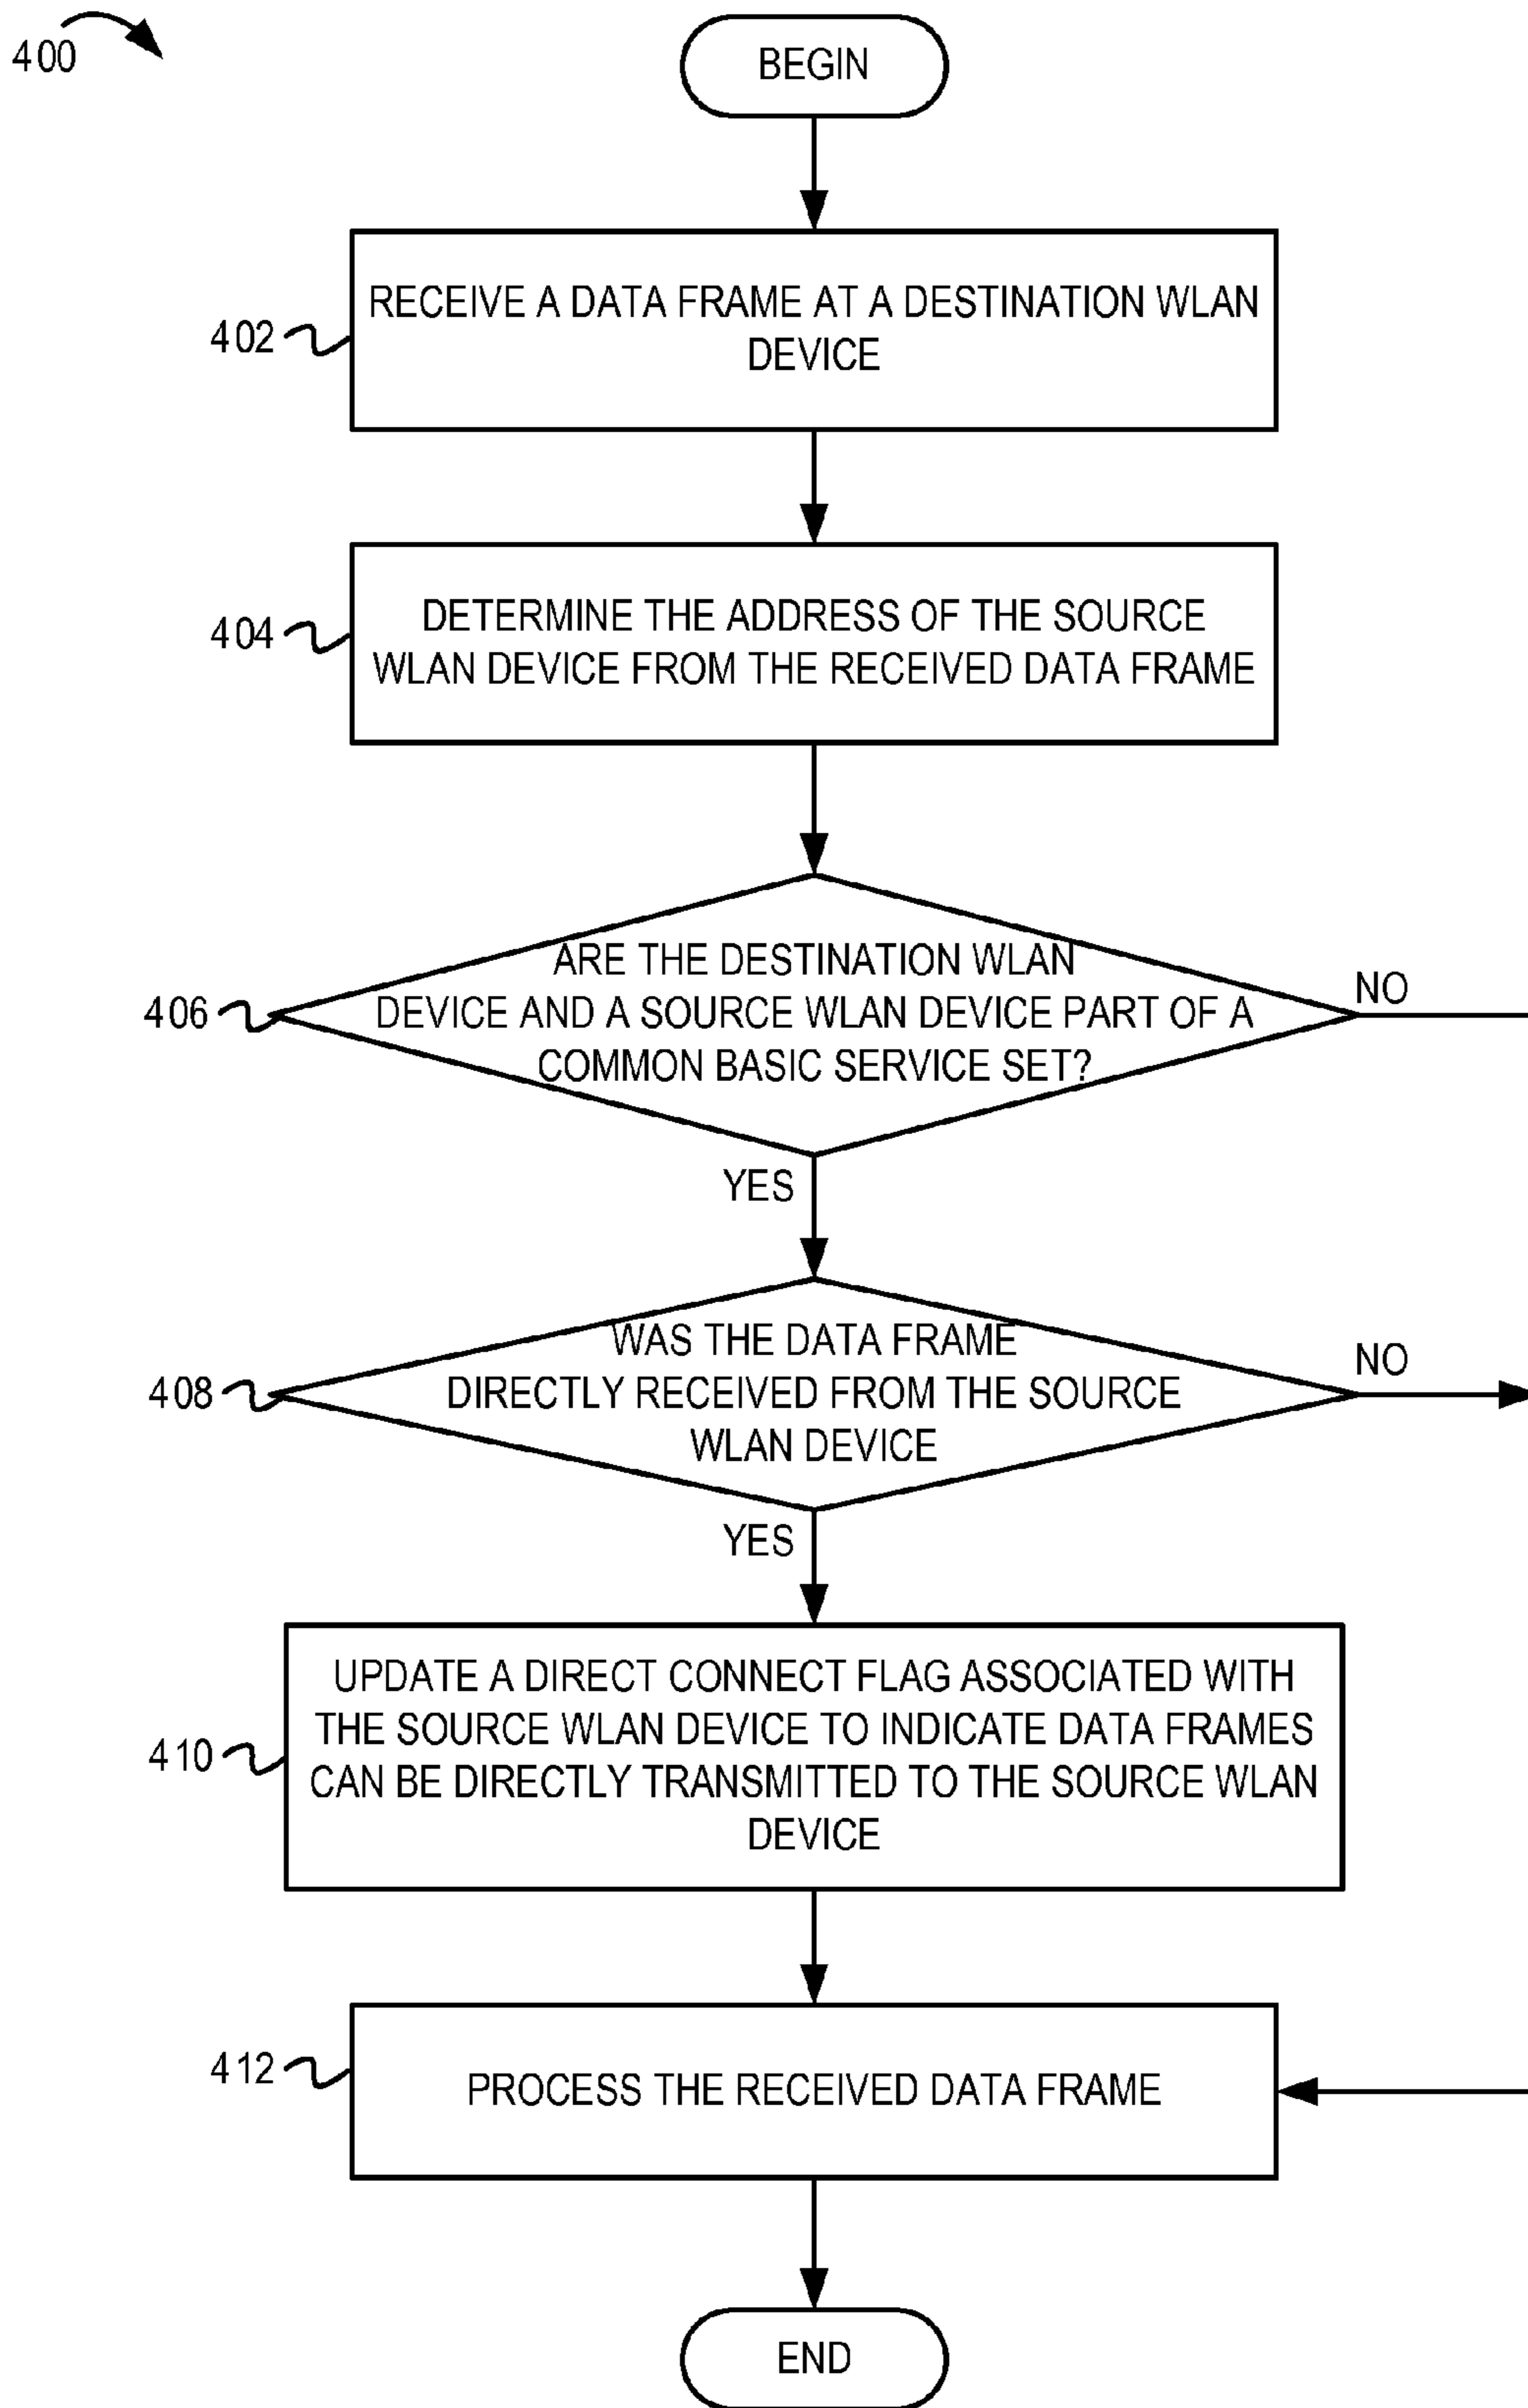 400
BEGIN
402
RECEIVE A DATA FRAME AT A DESTINATION WLAN
DEVICE
404
DETERMINE THE ADDRESS OF THE SOURCE
WLAN DEVICE FROM THE RECEIVED DATA FRAME
406
ARE THE DESTINATION WLAN
DEVICE AND A SOURCE WLAN DEVICE PART OF A
COMMON BASIC SERVICE SET?
NO
YES
408
WAS THE DATA FRAME
DIRECTLY RECEIVED FROM THE SOURCE
WLAN DEVICE
NO
YES
410
UPDATE A DIRECT CONNECT FLAG ASSOCIATED WITH
THE SOURCE WLAN DEVICE TO INDICATE DATA FRAMES
CAN BE DIRECTLY TRANSMITTED TO THE SOURCE WLAN
DEVICE
412
PROCESS THE RECEIVED DATA FRAME
END